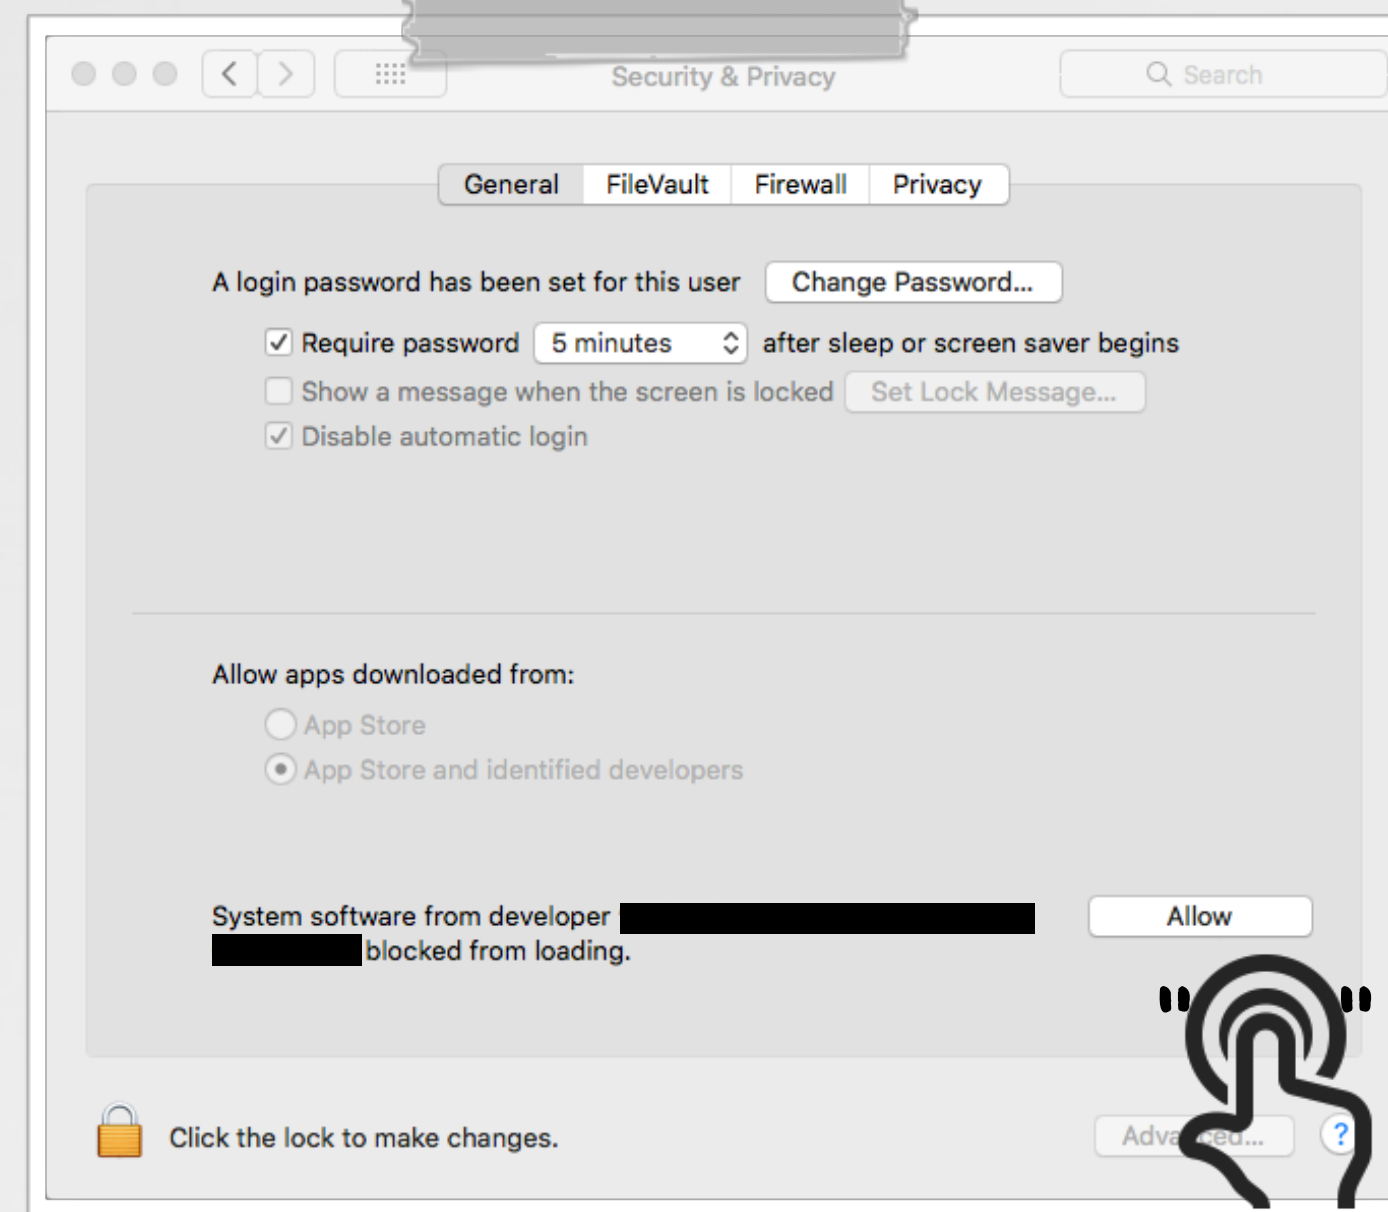 Security & Privacy
Search
General FileVault Firewall Privacy
A login password has been set for this user Change Password...
Require password 5 minutes after sleep or screen saver begins
Show a message when the screen is locked Set Lock Message...
Disable automatic login
Allow apps downloaded from:
App Store
App Store and identified developers
System software from developer Allow
blocked from loading.
" "
Click the lock to make changes. ?